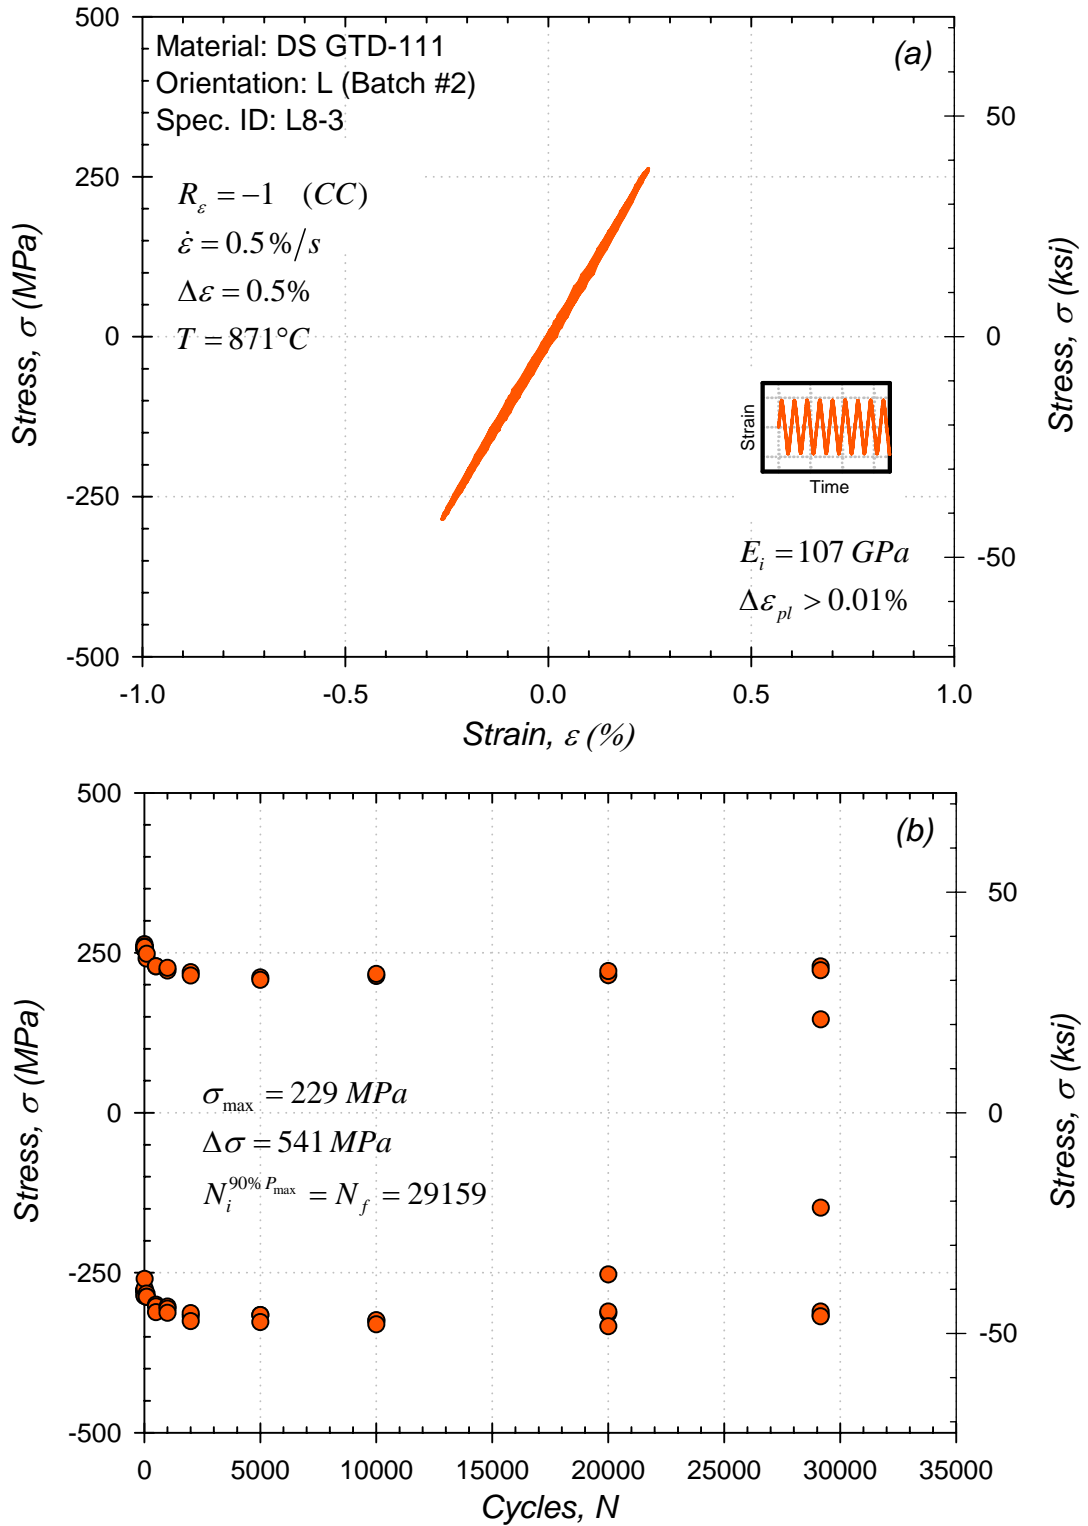 500
250
0
-250
-500
Stress, σ (MPa)
Material: DS GTD-111
Orientation: L (Batch #2)
Spec. ID: L8-3
(a)
R_ε = −1 (CC)
ε̇ = 0.5%/s
Δε = 0.5%
T = 871°C
50
0
-50
Stress, σ (ksi)
Strain
Time
E_i = 107 GPa
Δε_pl > 0.01%
-1.0 -0.5 0.0 0.5 1.0
Strain, ε (%)
500
250
0
-250
-500
Stress, σ (MPa)
(b)
50
0
-50
Stress, σ (ksi)
σ_max = 229 MPa
Δσ = 541 MPa
N_i^{90% P_max} = N_f = 29159
0 5000 10000 15000 20000 25000 30000 35000
Cycles, N